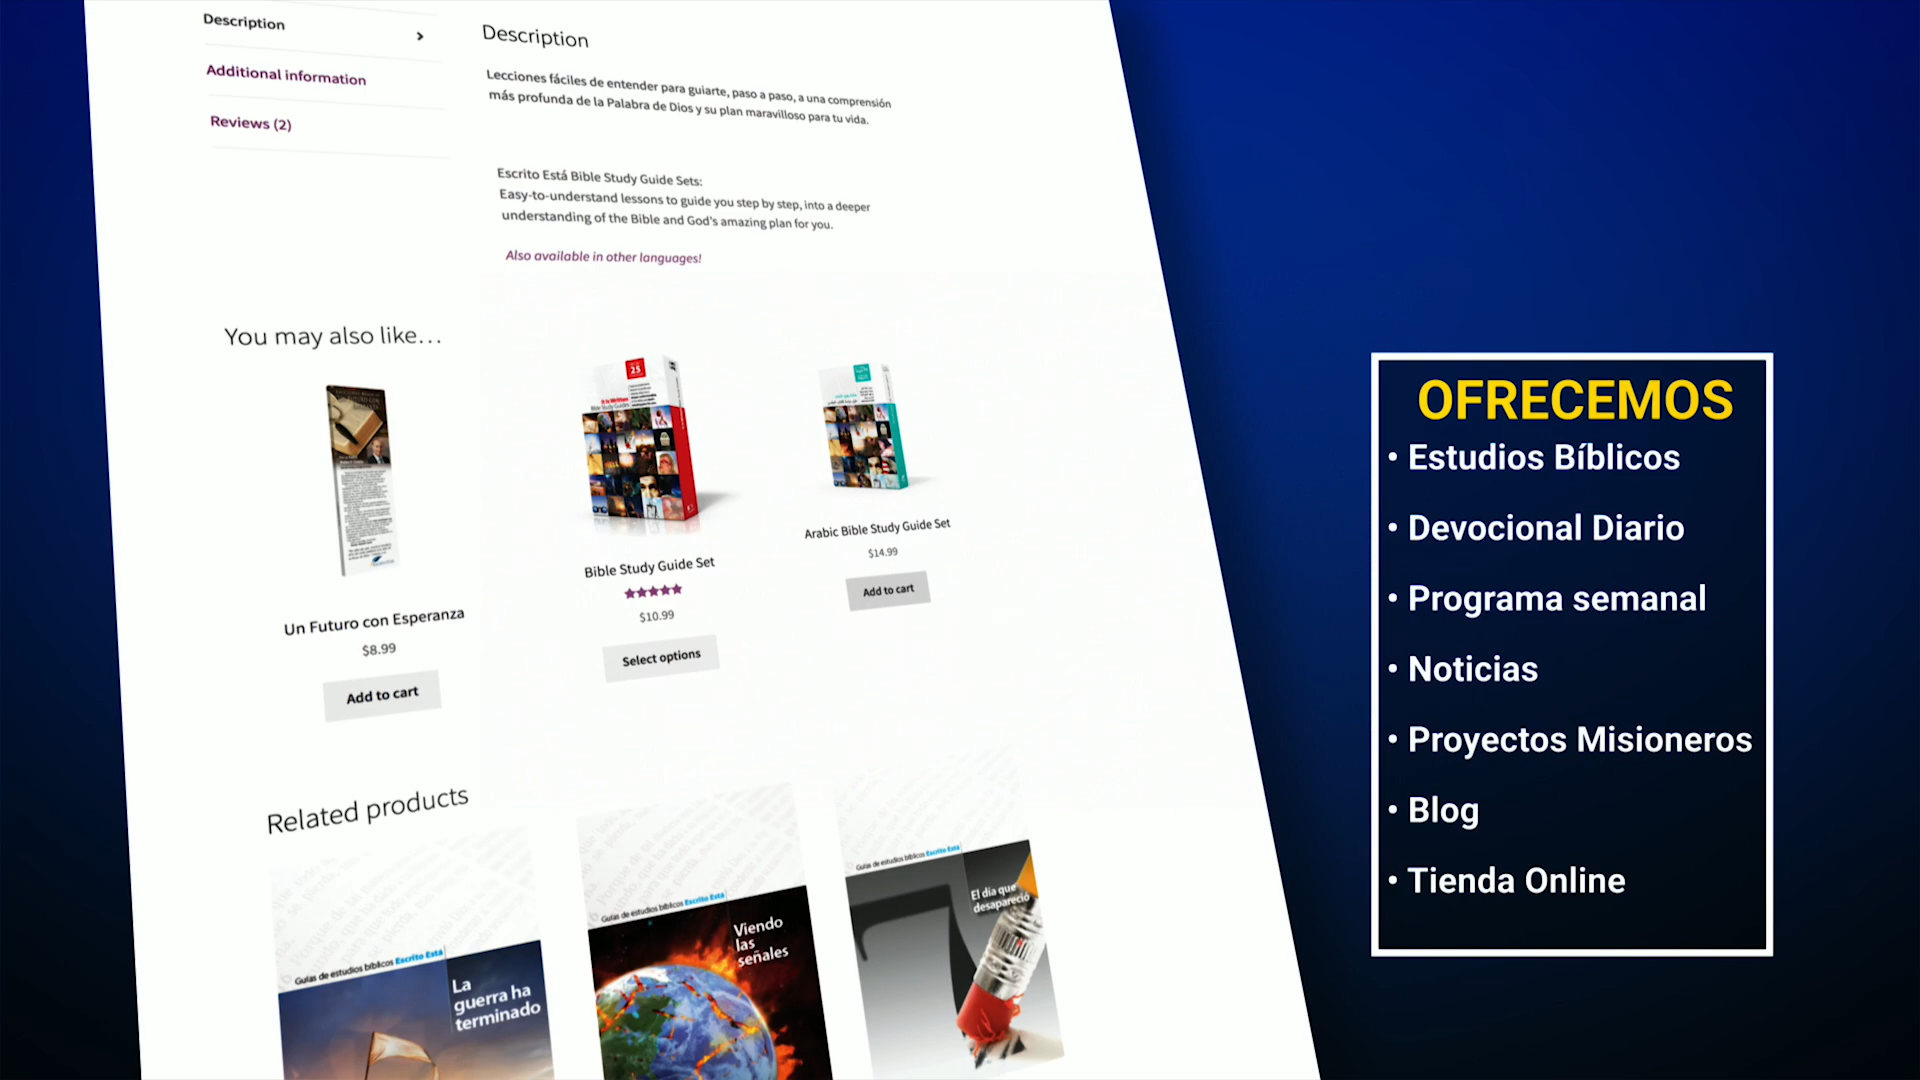 Description
Additional information
Reviews (2)
Description
Lecciones fáciles de entender para guiarte, paso a paso, a una comprensión
más profunda de la Palabra de Dios y su plan maravilloso para tu vida.
Escrito Está Bible Study Guide Sets:
Easy-to-understand lessons to guide you step by step, into a deeper
understanding of the Bible and God's amazing plan for you.
Also available in other languages!
You may also like…
25
It Is Written
Bible Study Guides
Un Futuro con Esperanza
$8.99
Add to cart
Bible Study Guide Set
$10.99
Select options
Arabic Bible Study Guide Set
$14.99
Add to cart
Related products
Guías de estudios bíblicos Escrito Está
La
guerra ha
terminado
Guías de estudios bíblicos Escrito Está
Viendo
las
señales
Guías de estudios bíblicos Escrito Está
El día que
desapareció
OFRECEMOS
• Estudios Bíblicos
• Devocional Diario
• Programa semanal
• Noticias
• Proyectos Misioneros
• Blog
• Tienda Online